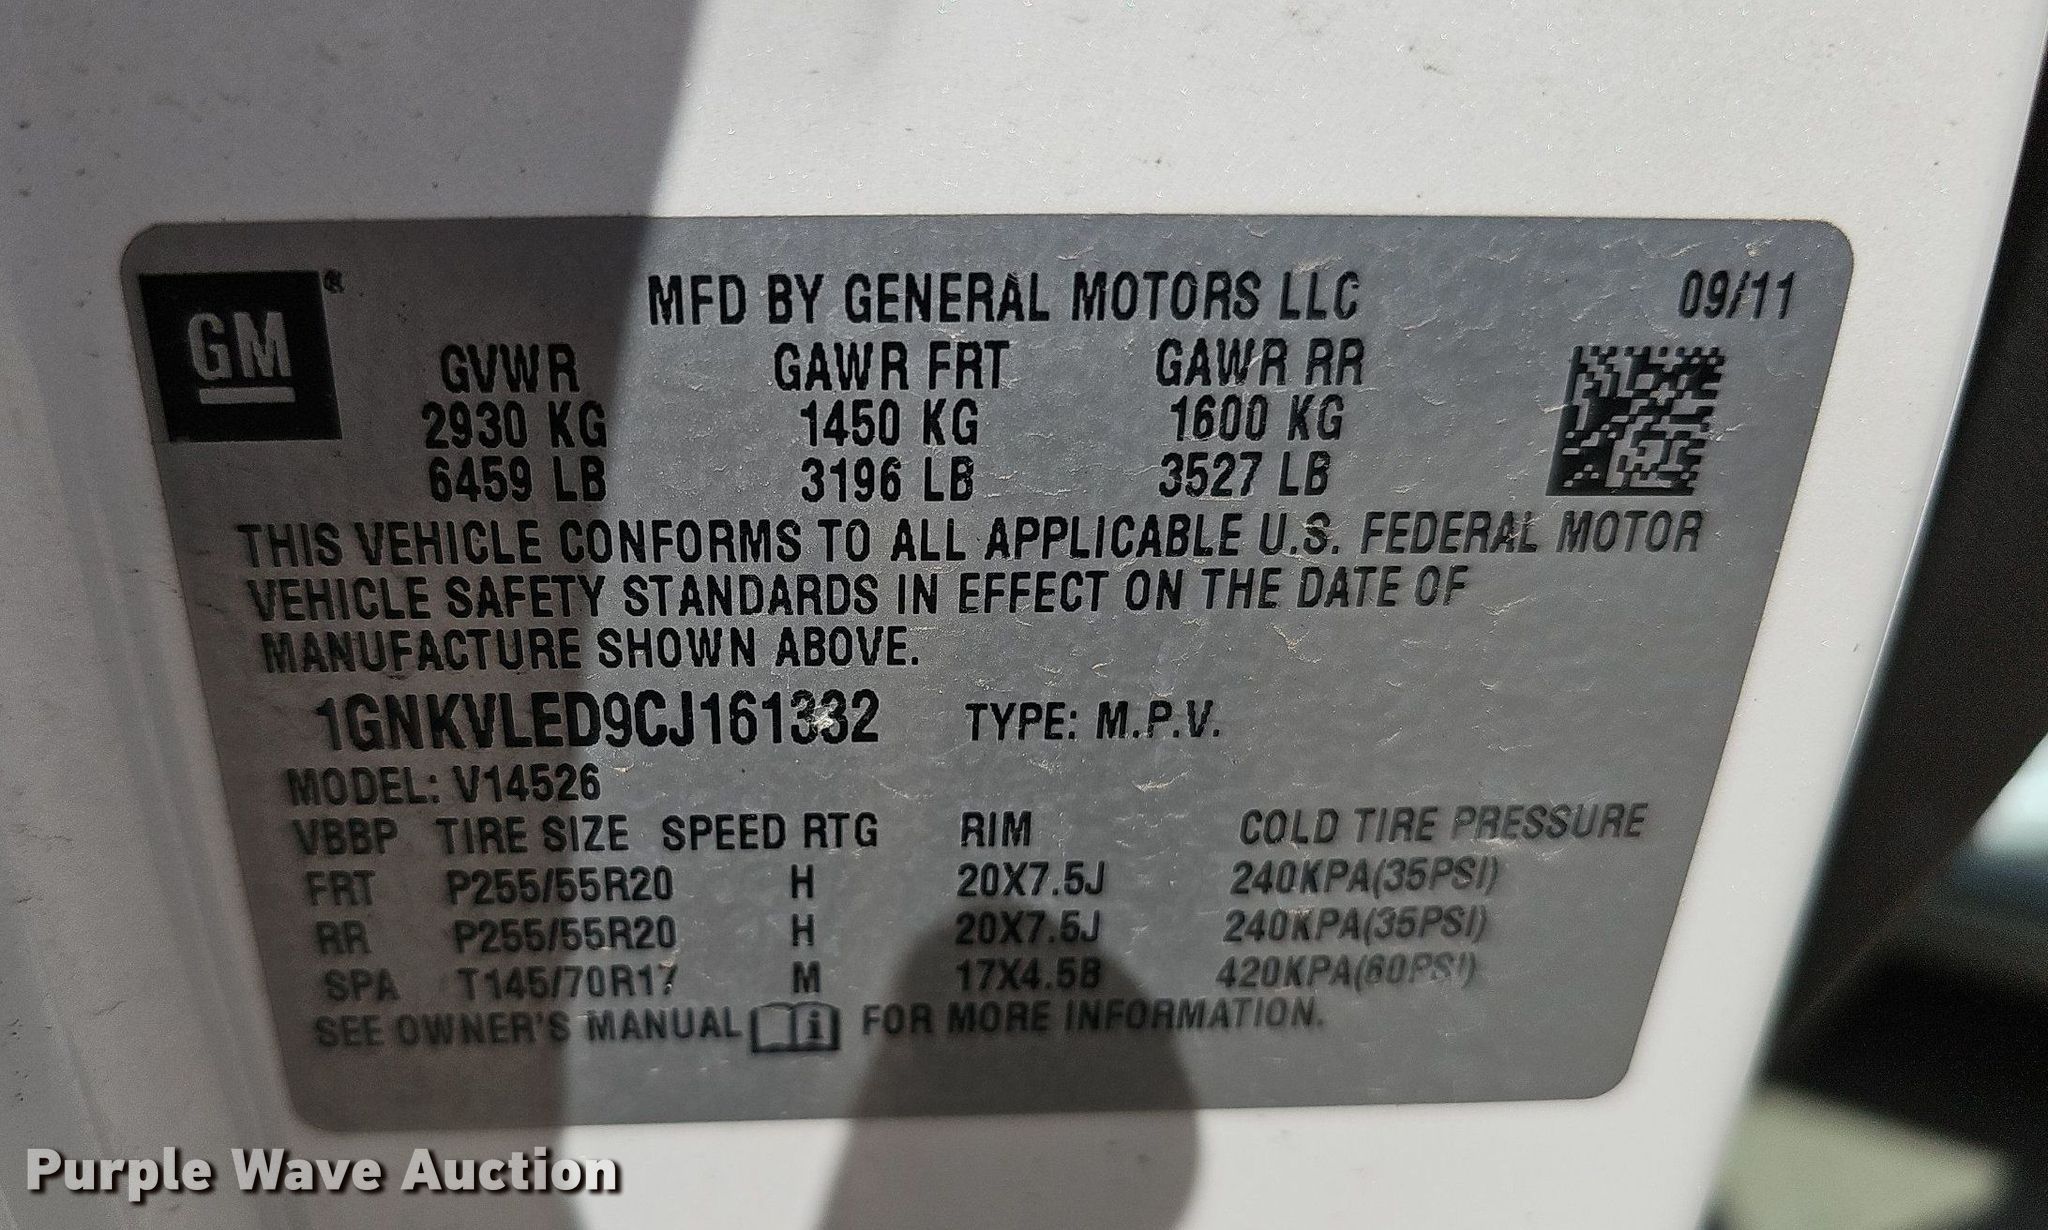 GM ®
MFD BY GENERAL MOTORS LLC 09/11
GVWR GAWR FRT GAWR RR
2930 KG 1450 KG 1600 KG
6459 LB 3196 LB 3527 LB
THIS VEHICLE CONFORMS TO ALL APPLICABLE U.S. FEDERAL MOTOR
VEHICLE SAFETY STANDARDS IN EFFECT ON THE DATE OF
MANUFACTURE SHOWN ABOVE.
1GNKVLED9CJ161332 TYPE: M.P.V.
MODEL: V14526
VBBP TIRE SIZE SPEED RTG RIM COLD TIRE PRESSURE
FRT P255/55R20 H 20X7.5J 240KPA(35PSI)
RR P255/55R20 H 20X7.5J 240KPA(35PSI)
SPA T145/70R17 M 17X4.5B 420KPA(60PSI)
SEE OWNER'S MANUAL i FOR MORE INFORMATION.
Purple Wave Auction